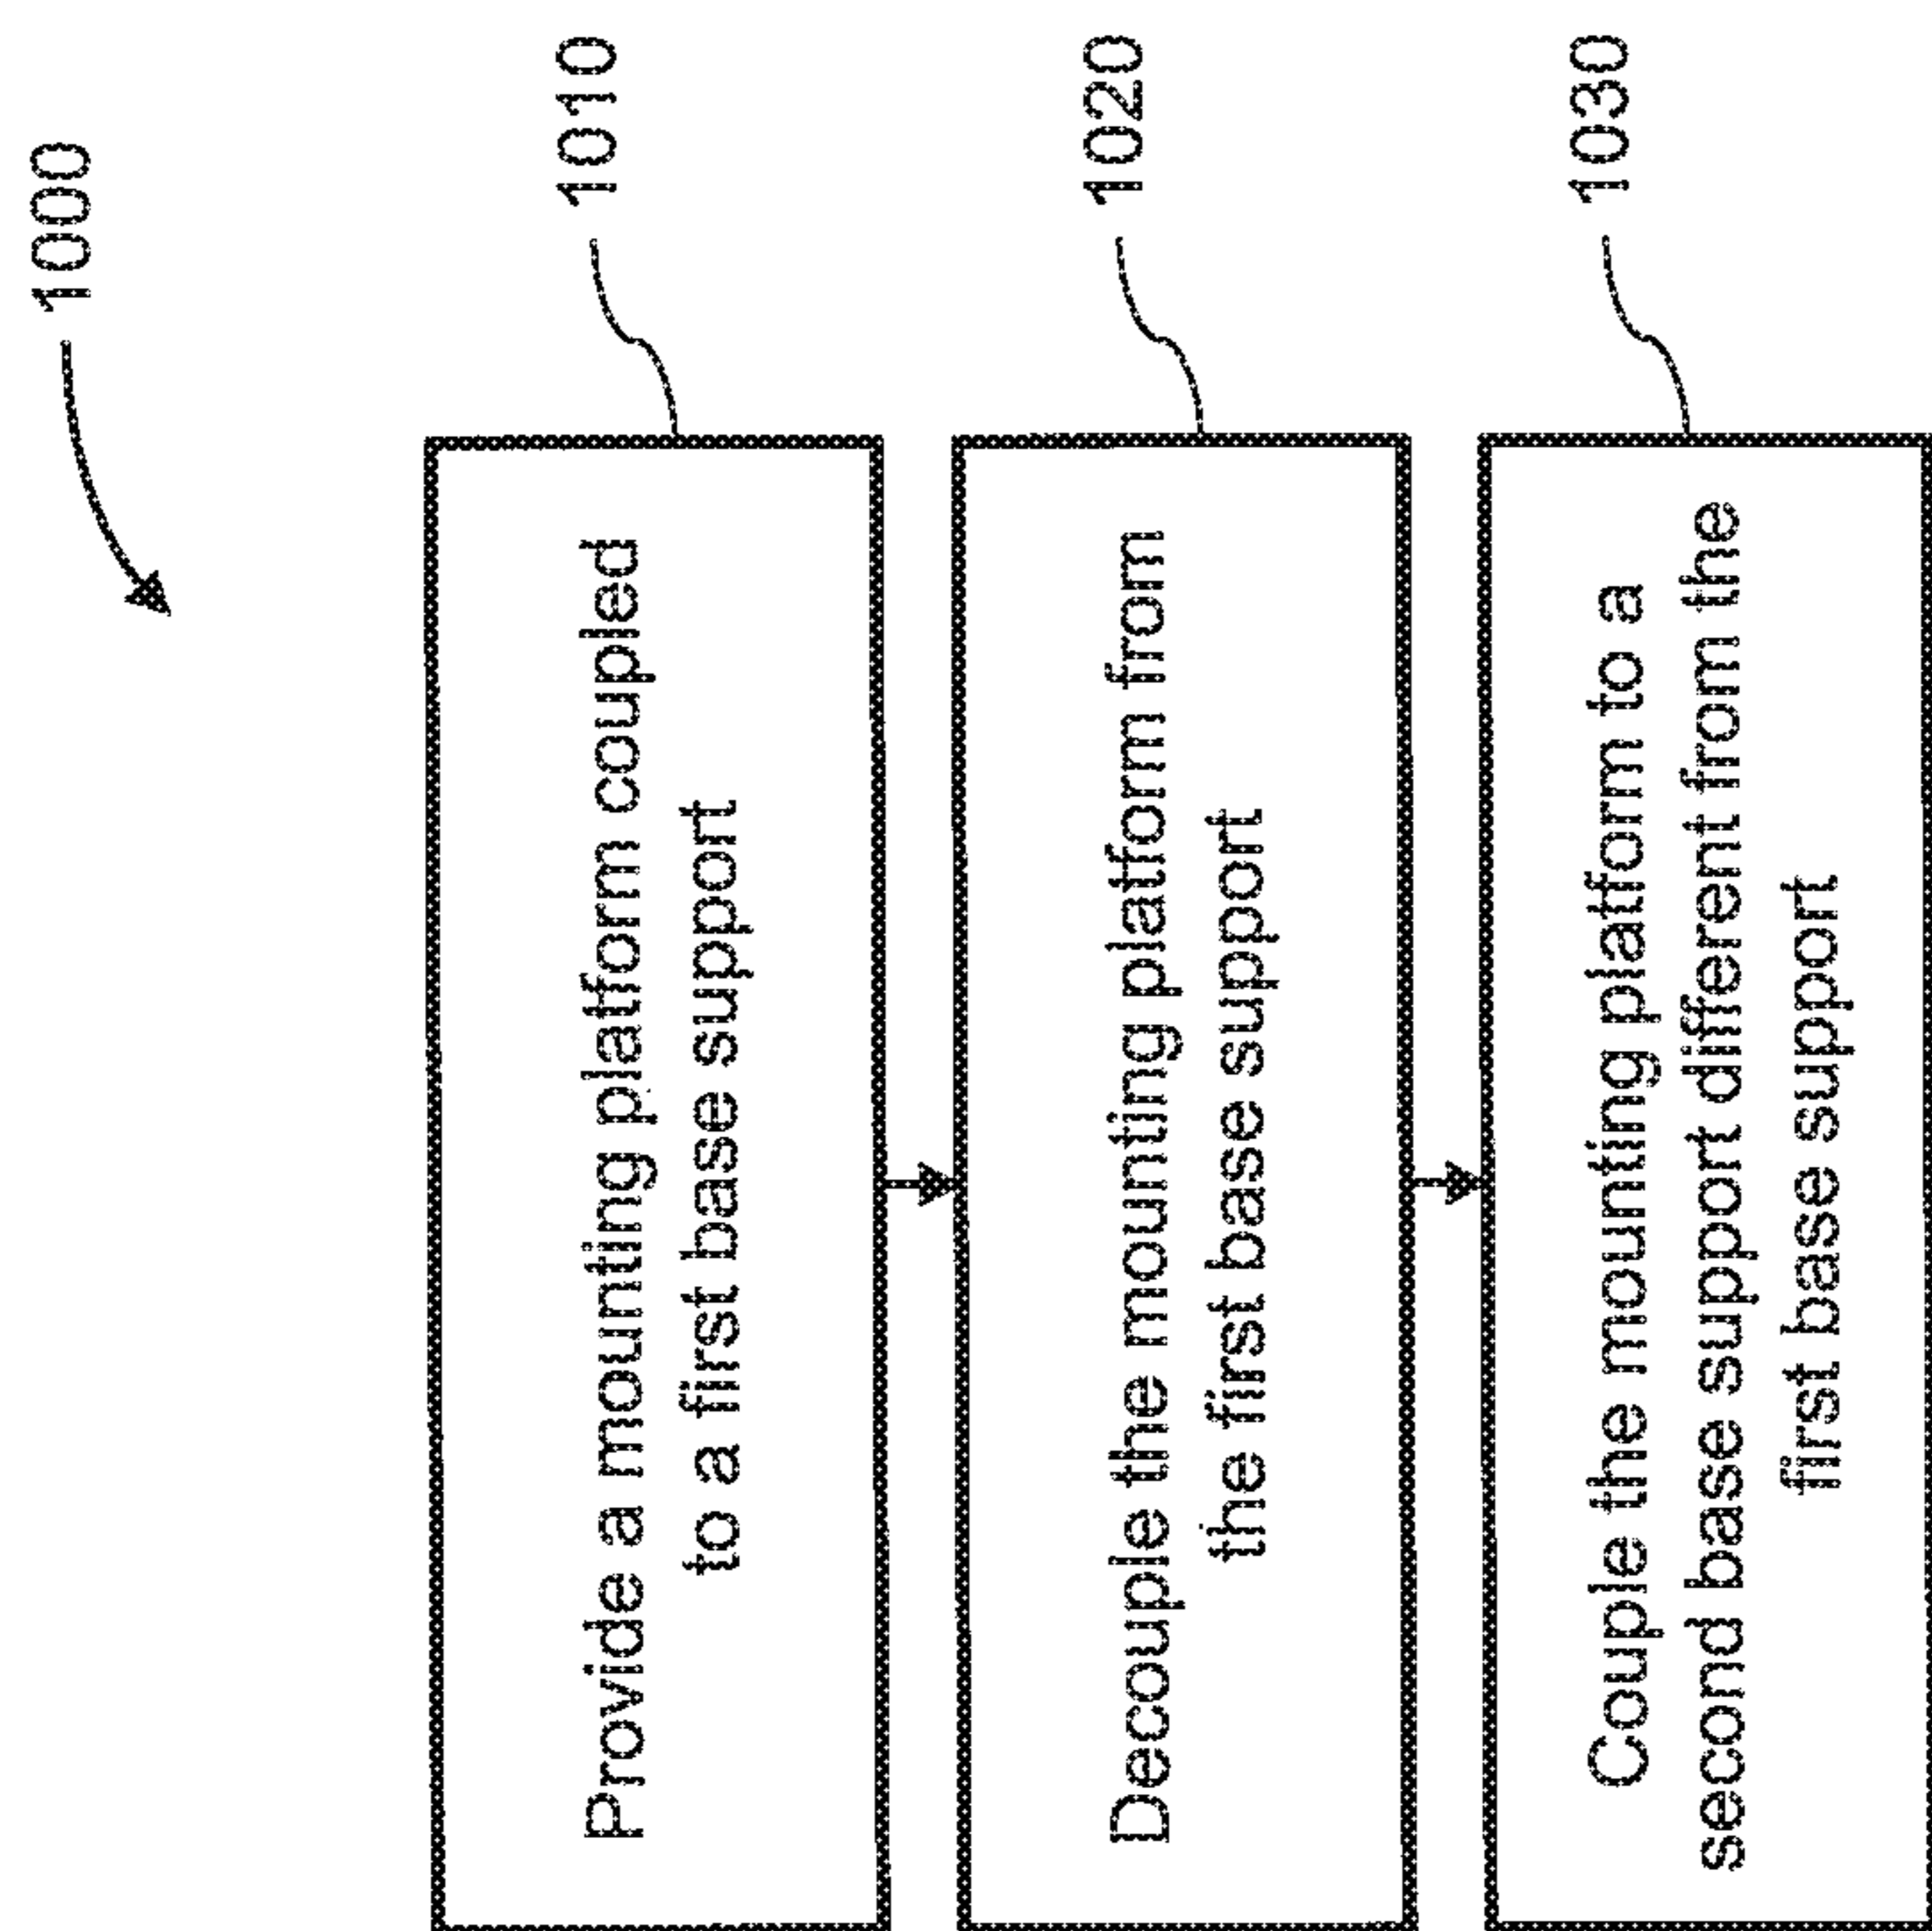 1000
Provide a mounting platform coupled
to a first base support
1010
Decouple the mounting platform from
the first base support
1020
Couple the mounting platform to a
second base support different from the
first base support
1030